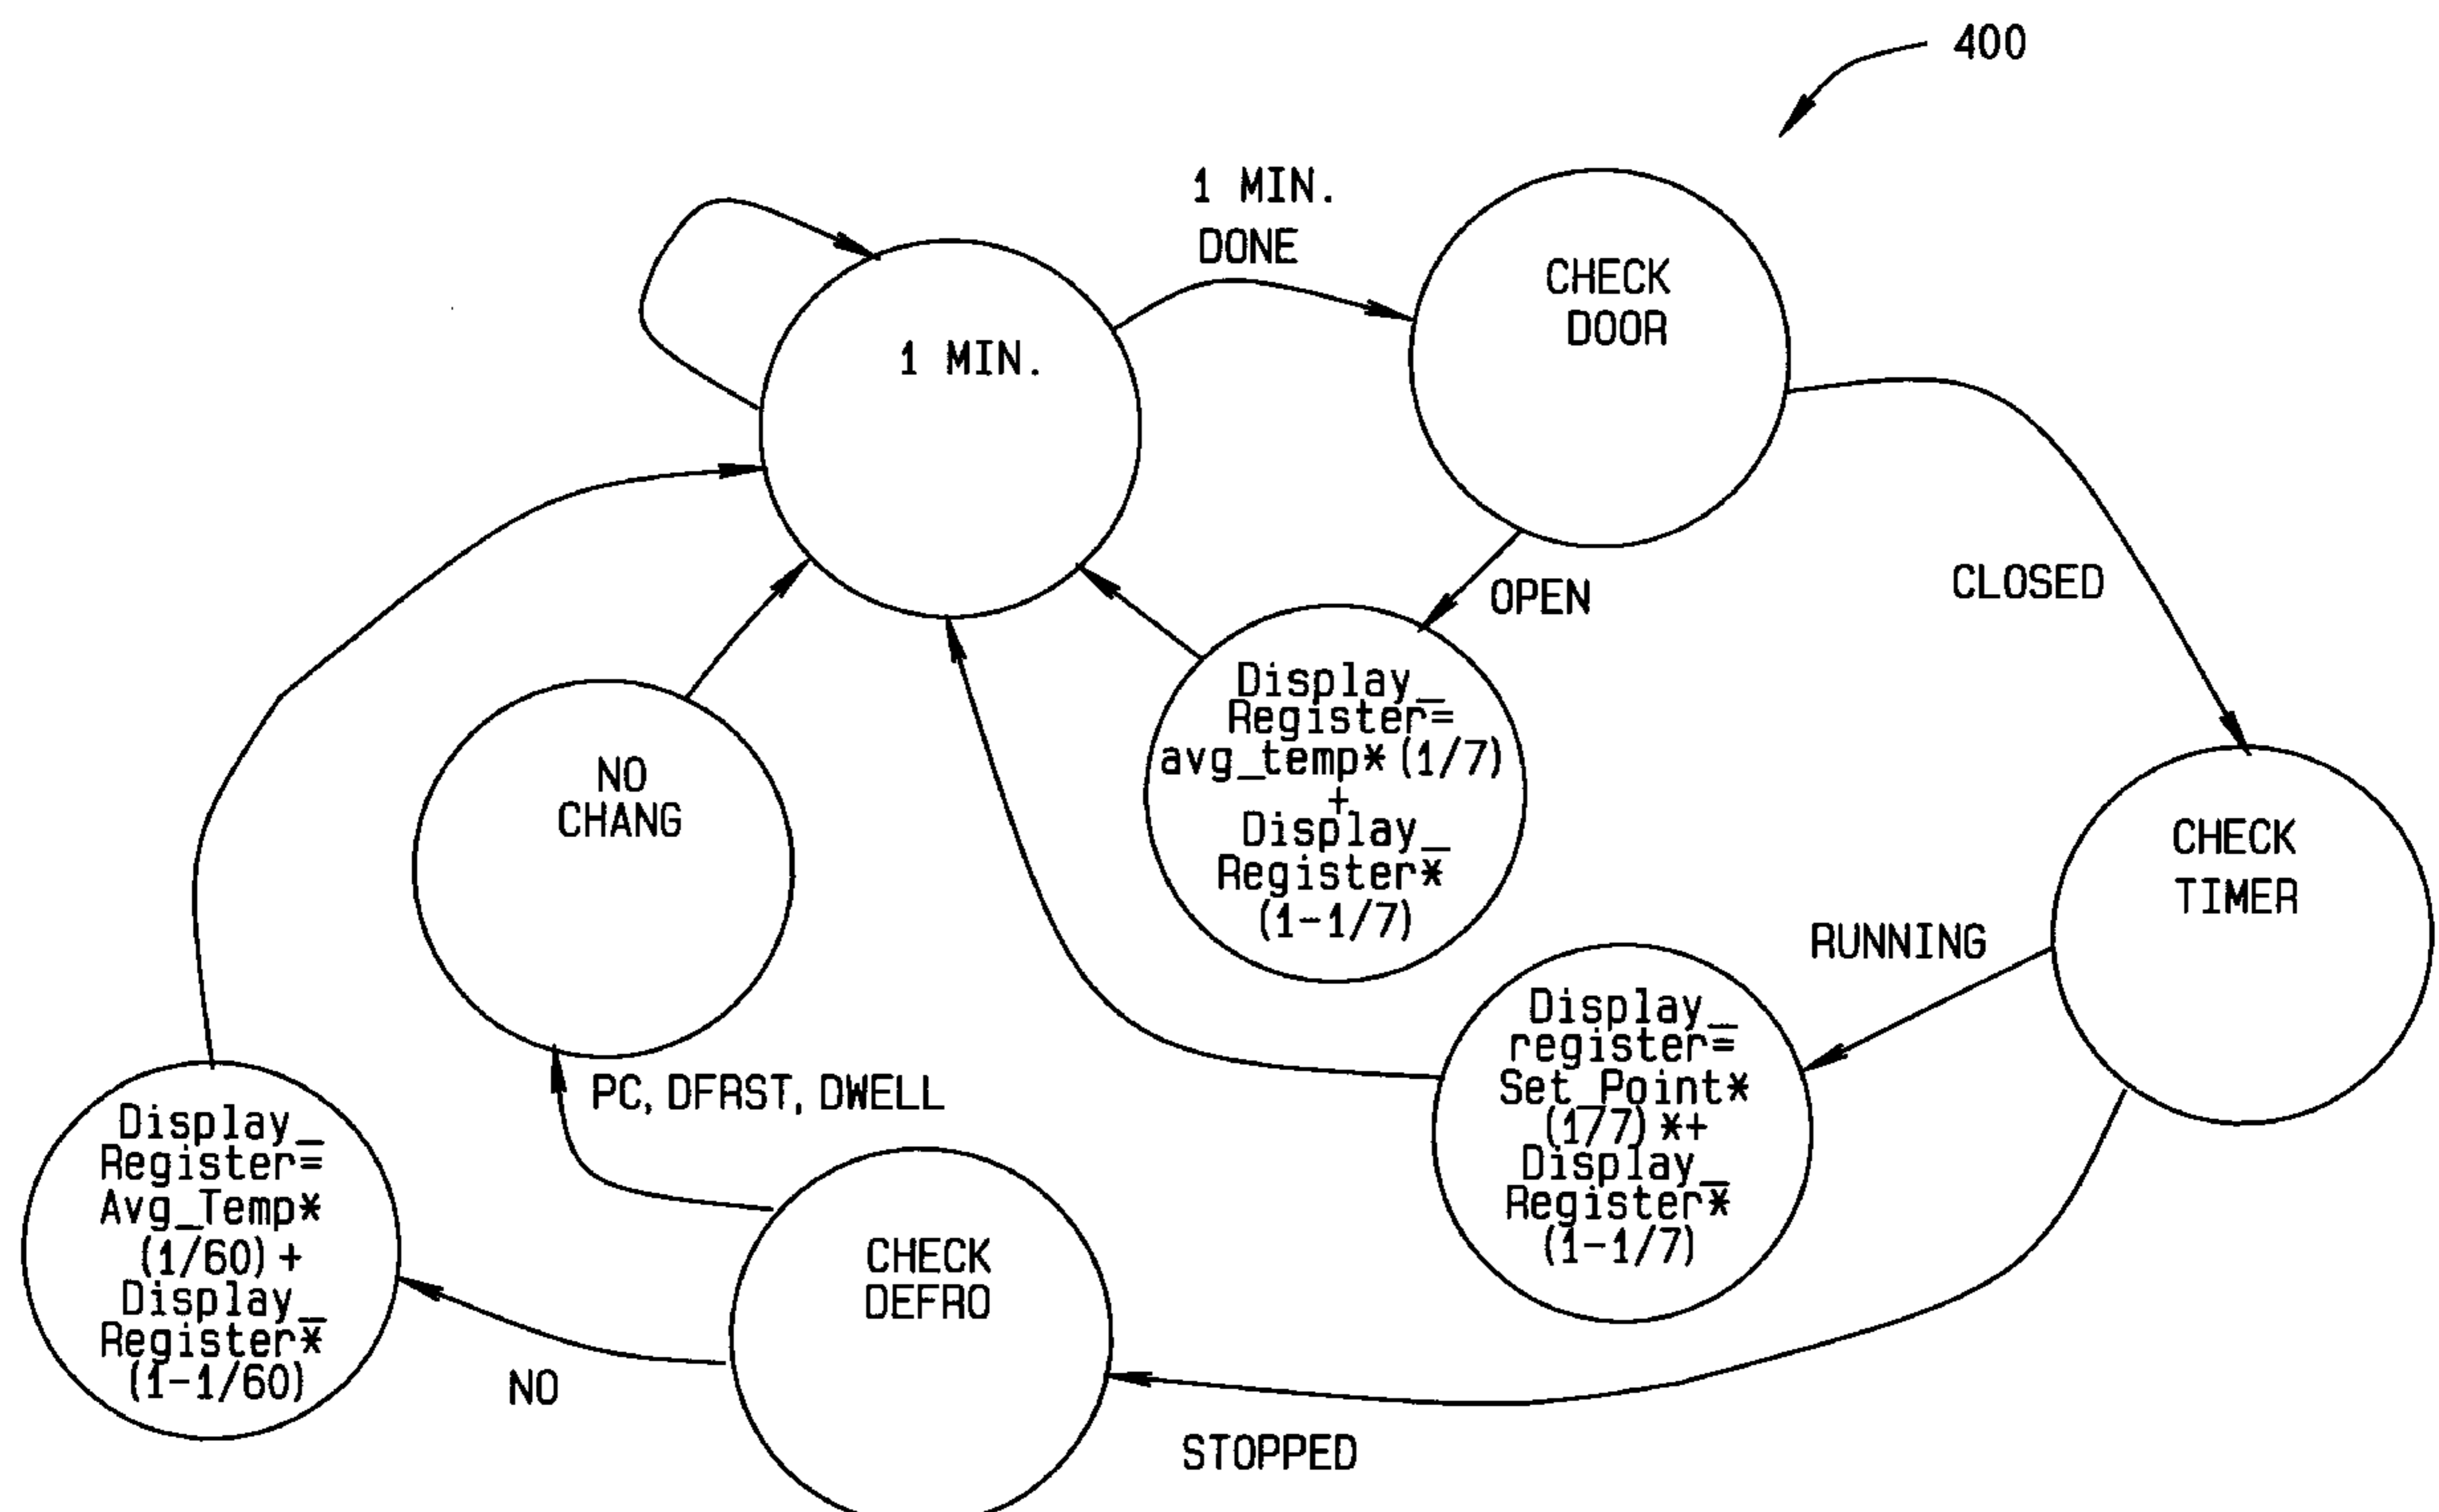 400
1 MIN.
DONE
CHECK
DOOR
1 MIN.
OPEN
CLOSED
Display_
Register=
avg_temp* (1/7)
+
Display_
Register*
(1-1/7)
NO
CHANG
CHECK
TIMER
RUNNING
Display_
register=
Set_Point*
(1/7) *+
Display_
Register*
(1-1/7)
PC, DFRST, DWELL
Display_
Register=
Avg_Temp*
(1/60) +
Display_
Register*
(1-1/60)
CHECK
DEFRO
NO
STOPPED